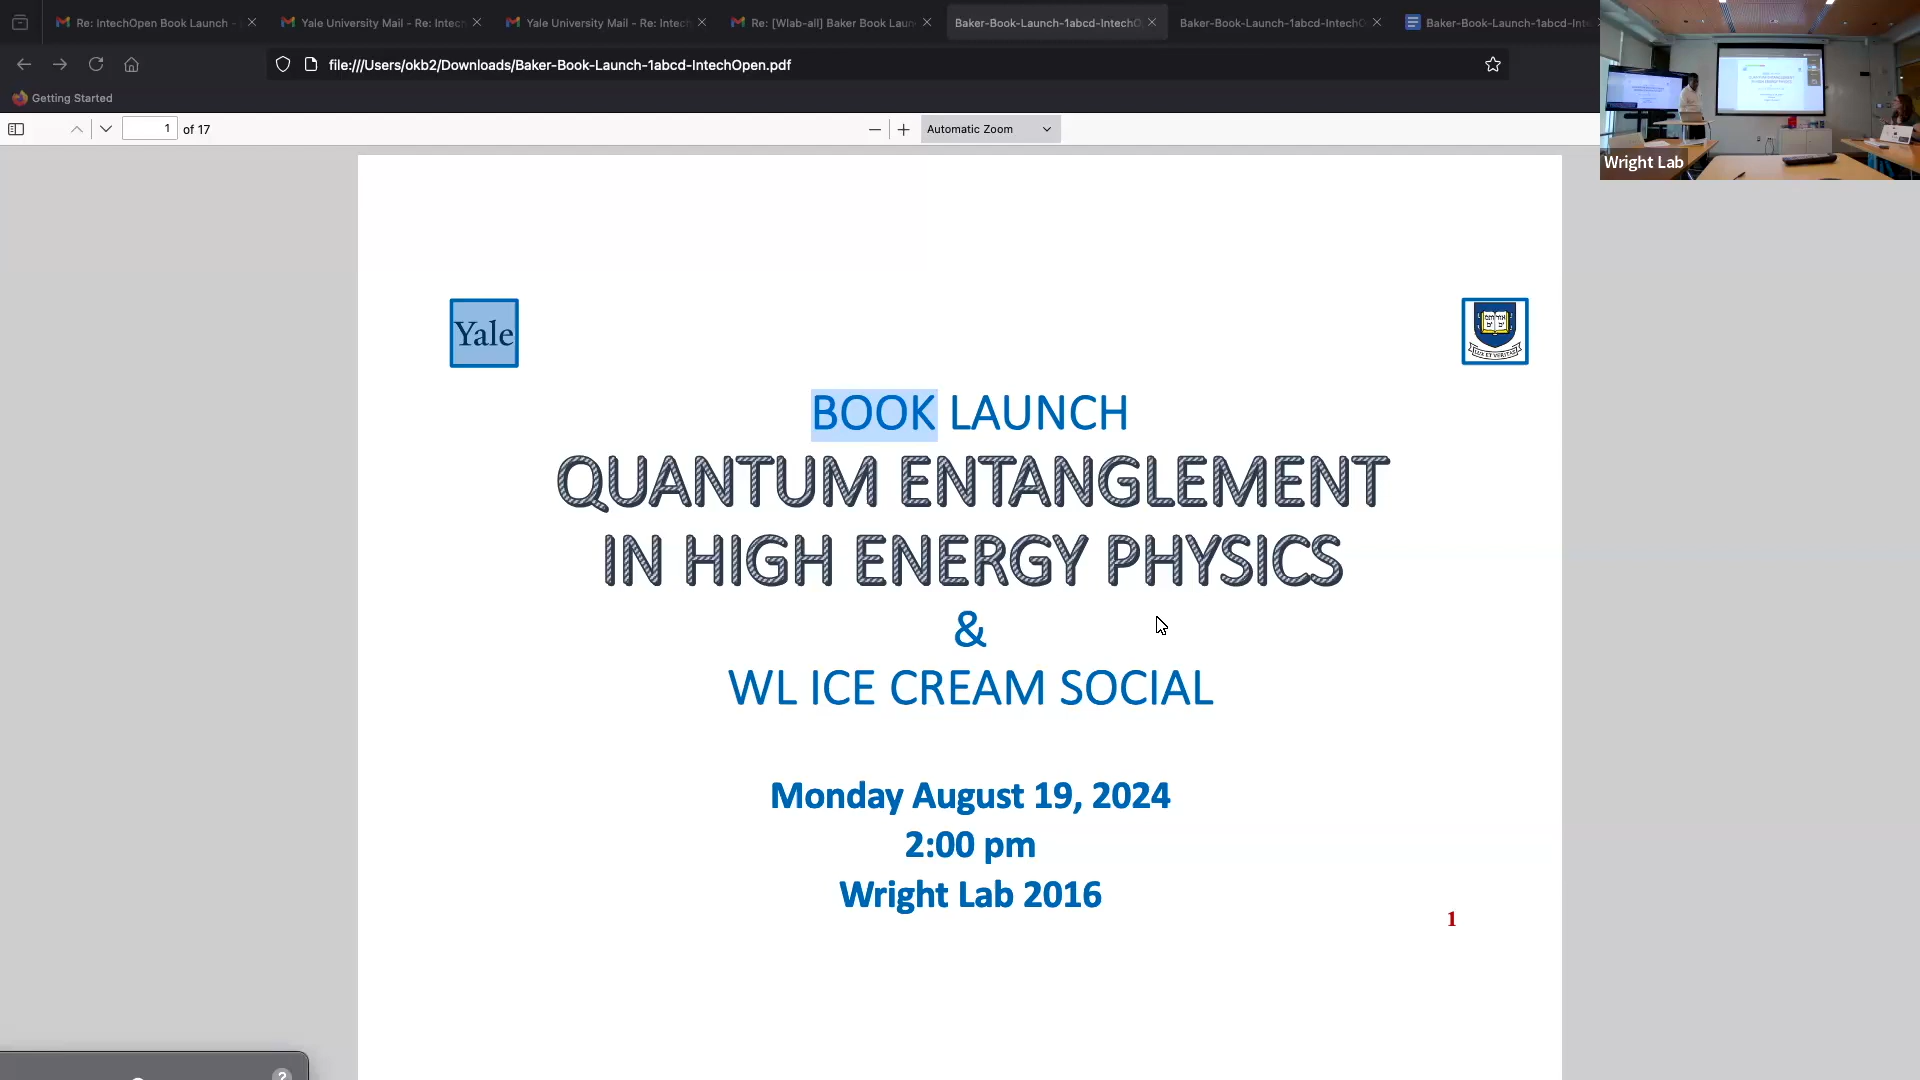 Re: IntechOpen Book Launch -
Yale University Mail - Re: Intec
Yale University Mail - Re: Intech
Re: [Wlab-all] Baker Book Laun
Baker-Book-Launch-1abcd-IntechO
Baker-Book-Launch-1abcd-IntechO
Baker-Book-Launch-1abcd-Int
file:///Users/okb2/Downloads/Baker-Book-Launch-1abcd-IntechOpen.pdf
Getting Started
1 of 17
Automatic Zoom
Wright Lab
Yale
LUX ET VERITAS
BOOK LAUNCH
QUANTUM ENTANGLEMENT
IN HIGH ENERGY PHYSICS
&
WL ICE CREAM SOCIAL
Monday August 19, 2024
2:00 pm
Wright Lab 2016
1
?